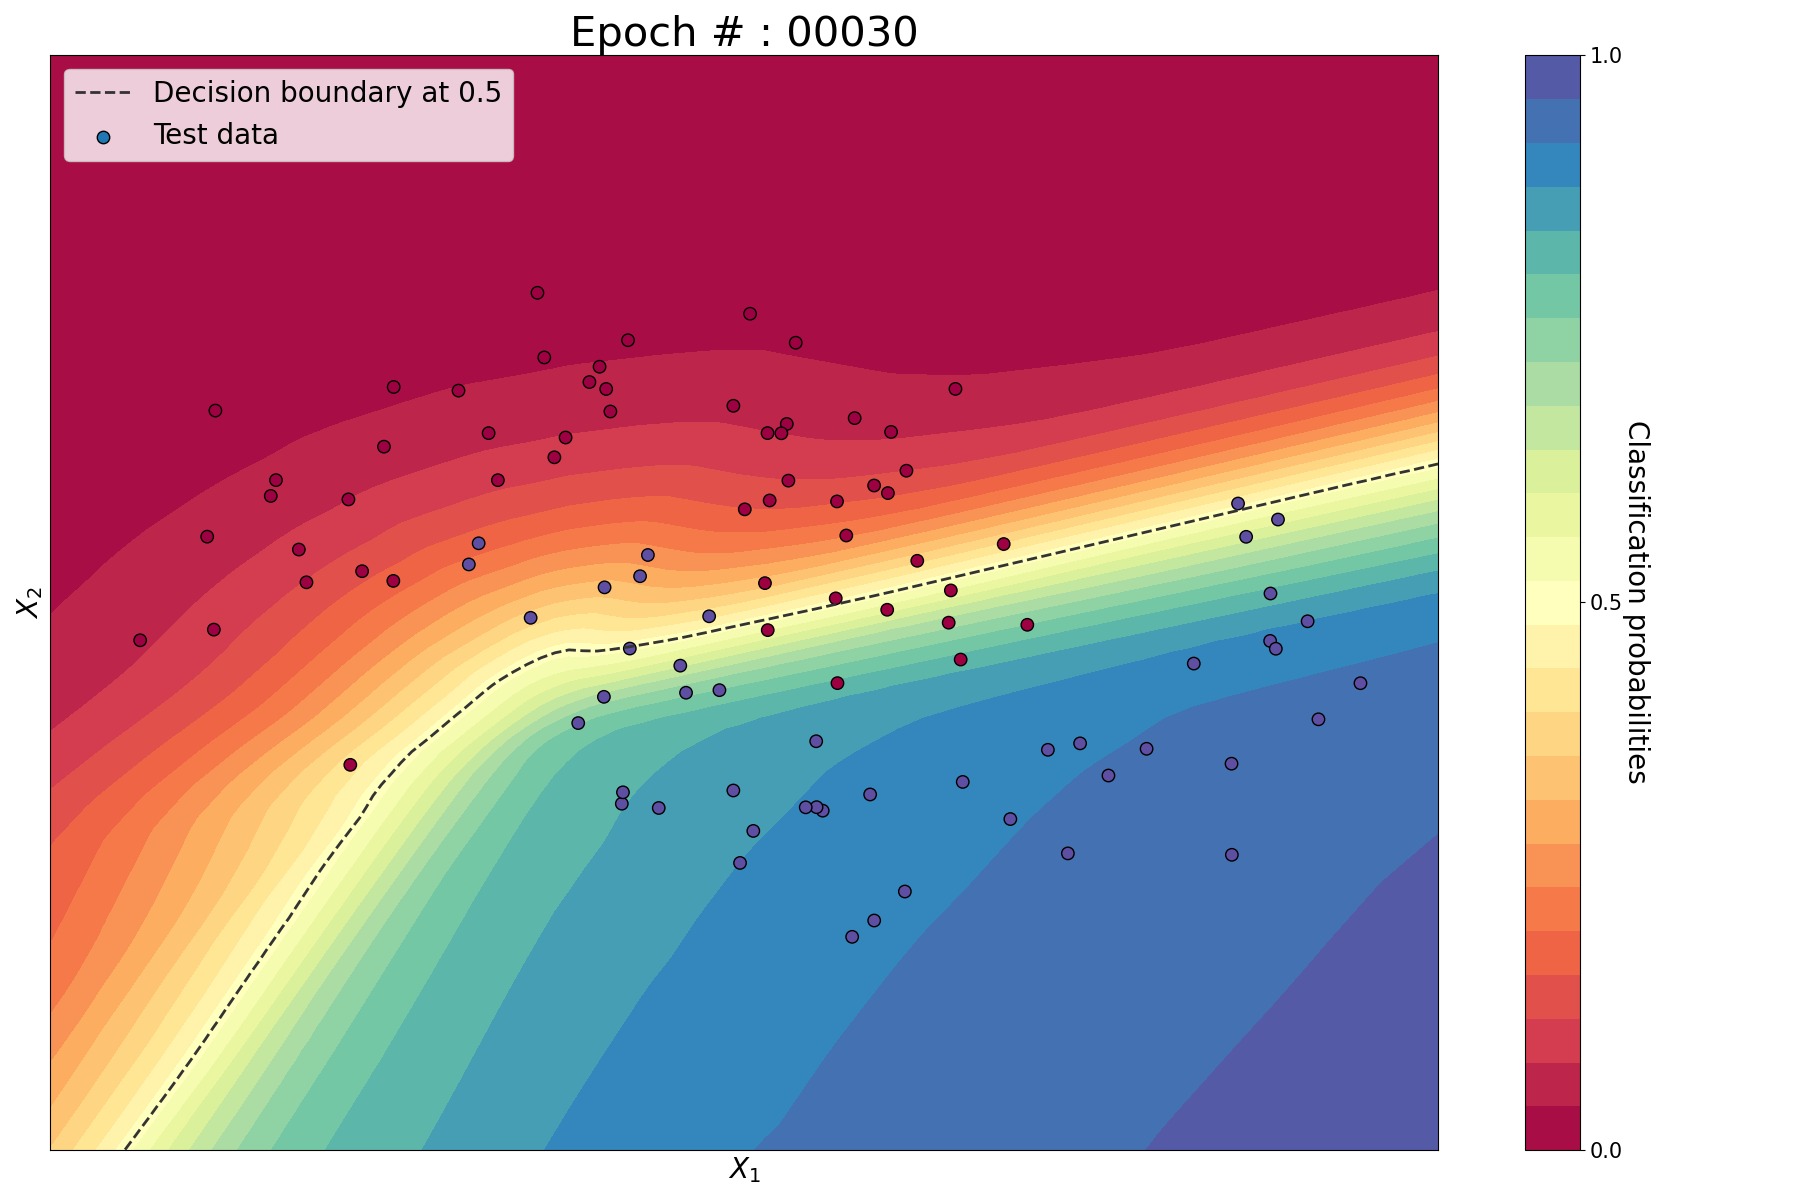 Epoch # : 00030
Decision boundary at 0.5
Test data
X₂
X₁
1.0
0.5
0.0
Classification probabilities